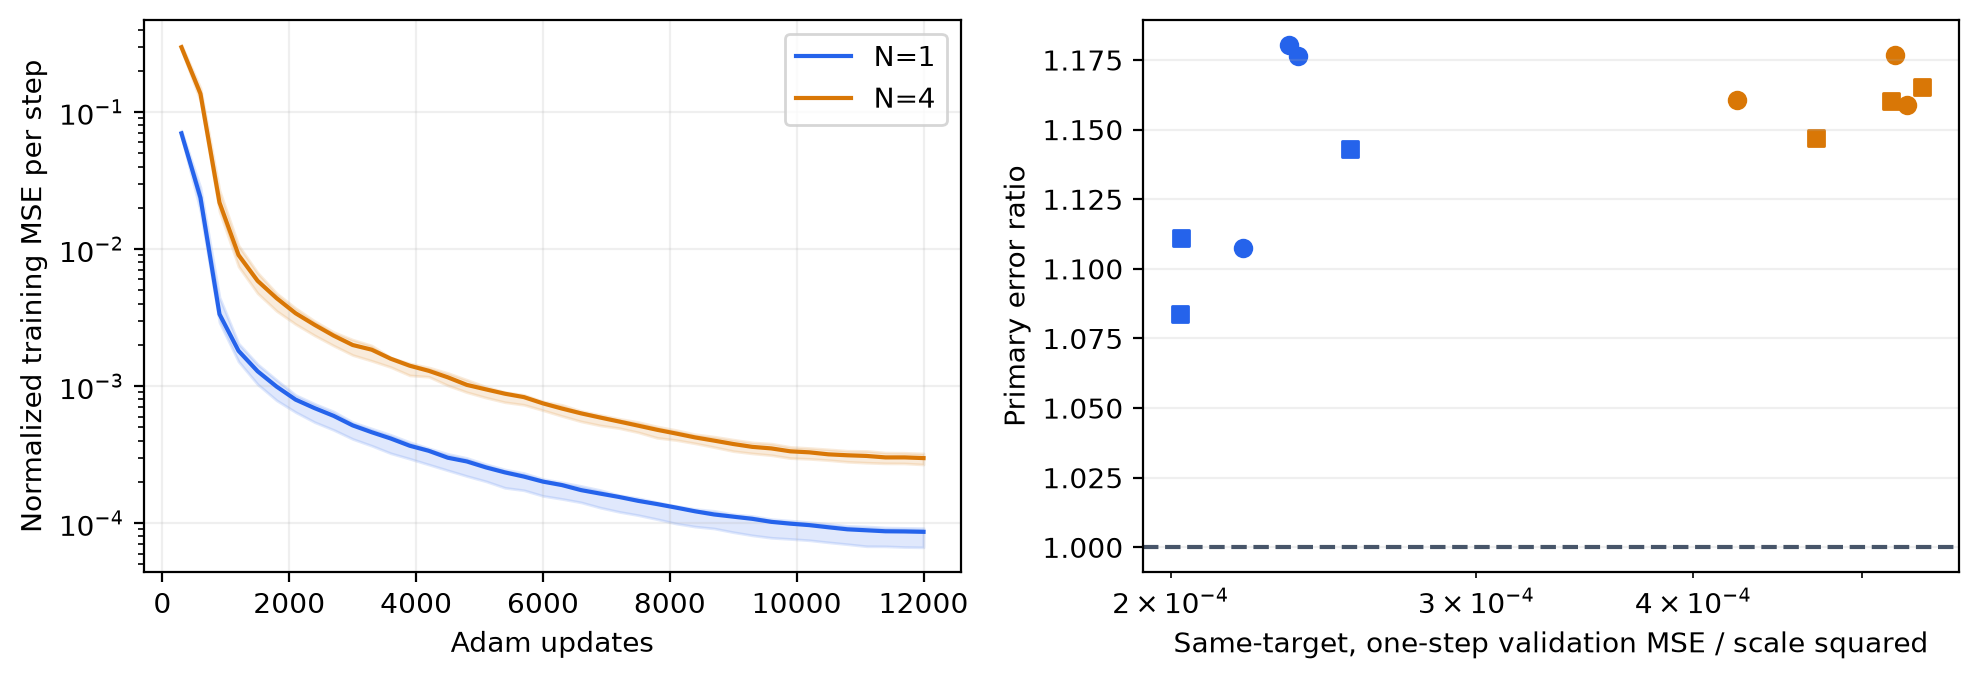 Normalized training MSE per step
10⁻¹
10⁻²
10⁻³
10⁻⁴
N=1
N=4
0 2000 4000 6000 8000 10000 12000
Adam updates
Primary error ratio
1.175
1.150
1.125
1.100
1.075
1.050
1.025
1.000
2 × 10⁻⁴ 3 × 10⁻⁴ 4 × 10⁻⁴
Same-target, one-step validation MSE / scale squared